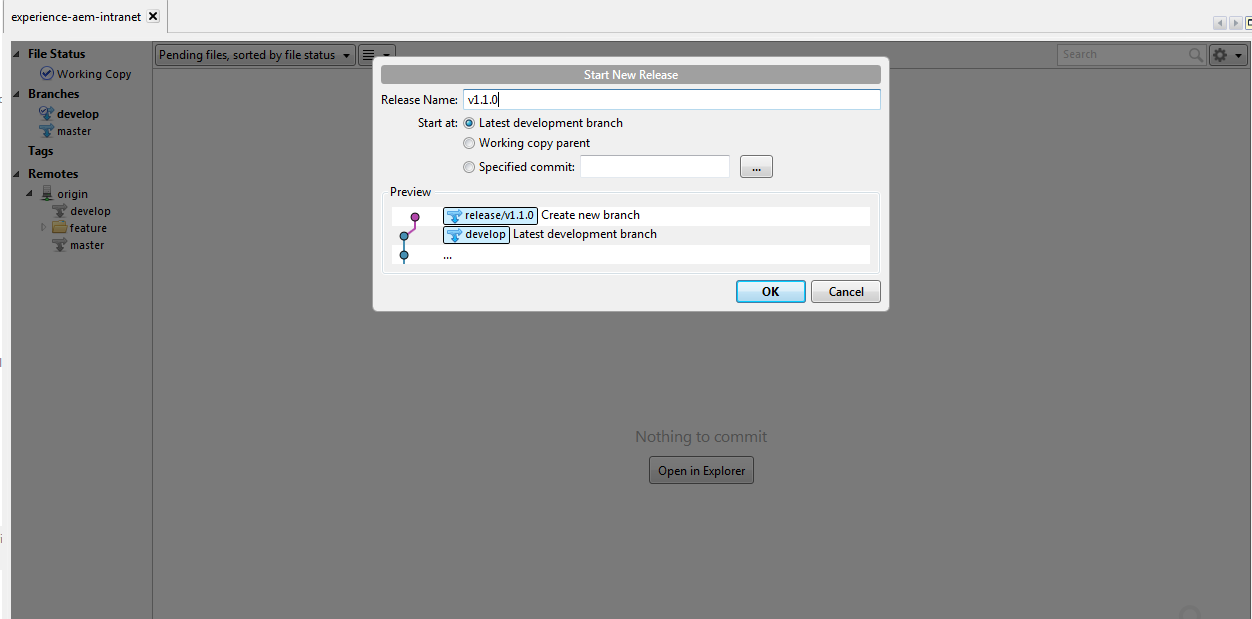 experience-aem-intranet
File Status
Working Copy
Branches
develop
master
Tags
Remotes
origin
develop
feature
master
Pending files, sorted by file status
Search
Start New Release
Release Name: v1.1.0
Start at: Latest development branch
Working copy parent
Specified commit: ...
Preview
release/v1.1.0 Create new branch
develop Latest development branch
...
OK Cancel
Nothing to commit
Open in Explorer